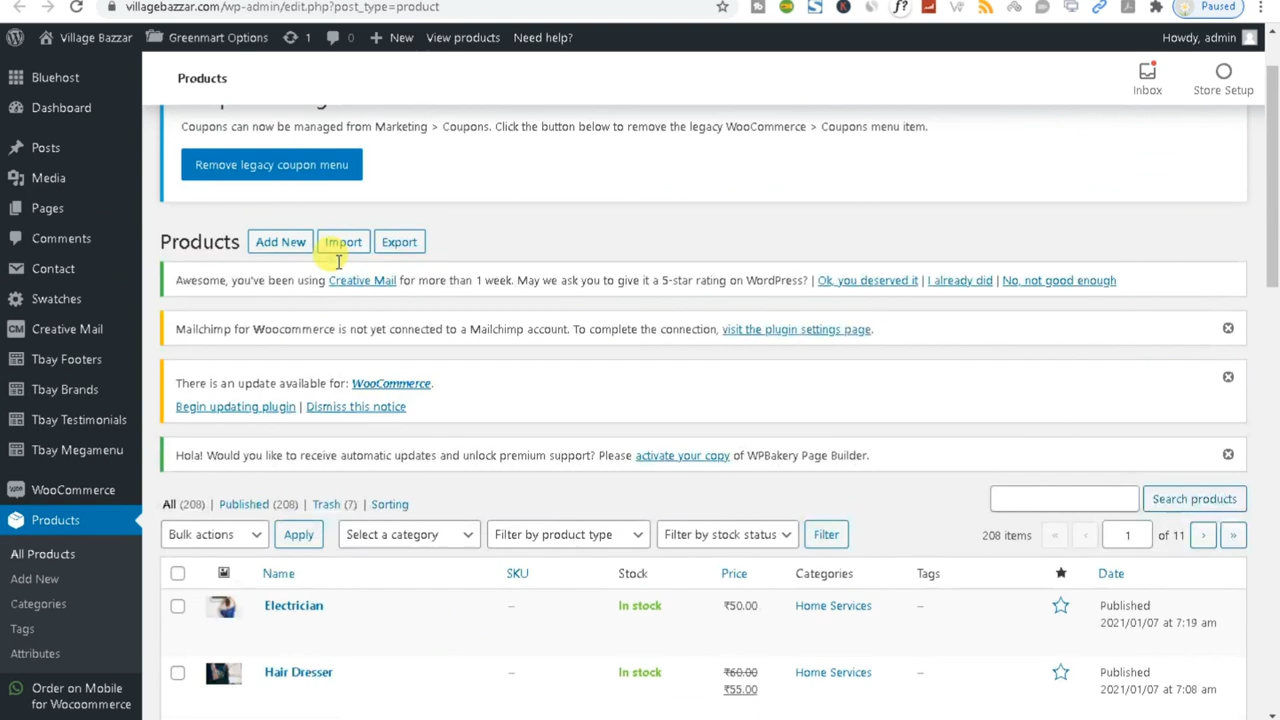 villagebazzar.com/wp-admin/edit.php?post_type=product
Paused
Village Bazzar Greenmart Options 1 0 New View products Need help? Howdy, admin
Bluehost
Dashboard
Posts
Media
Pages
Comments
Contact
Swatches
CM Creative Mail
Tbay Footers
Tbay Brands
Tbay Testimonials
Tbay Megamenu
WooCommerce
Products
All Products
Add New
Categories
Tags
Attributes
Order on Mobile
for Wocoommerce
Products
Inbox
Store Setup
Coupons can now be managed from Marketing > Coupons. Click the button below to remove the legacy WooCommerce > Coupons menu item.
Remove legacy coupon menu
Products Add New Import Export
Awesome, you've been using Creative Mail for more than 1 week. May we ask you to give it a 5-star rating on WordPress? | Ok, you deserved it | I already did | No, not good enough
Mailchimp for Woocommerce is not yet connected to a Mailchimp account. To complete the connection, visit the plugin settings page.
There is an update available for: WooCommerce.
Begin updating plugin | Dismiss this notice
Hola! Would you like to receive automatic updates and unlock premium support? Please activate your copy of WPBakery Page Builder.
All (208) | Published (208) | Trash (7) | Sorting
Search products
Bulk actions Apply Select a category Filter by product type Filter by stock status Filter 208 items « ‹ 1 of 11 › »
Name SKU Stock Price Categories Tags Date
Electrician – In stock ₹50.00 Home Services – Published
2021/01/07 at 7:19 am
Hair Dresser – In stock ₹60.00 Home Services – Published
₹55.00 2021/01/07 at 7:08 am